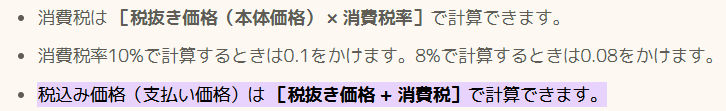 • 消費税は［税抜き価格（本体価格）× 消費税率］で計算できます。
• 消費税率10%で計算するときは0.1をかけます。8%で計算するときは0.08をかけます。
• 税込み価格（支払い価格）は［税抜き価格 + 消費税］で計算できます。